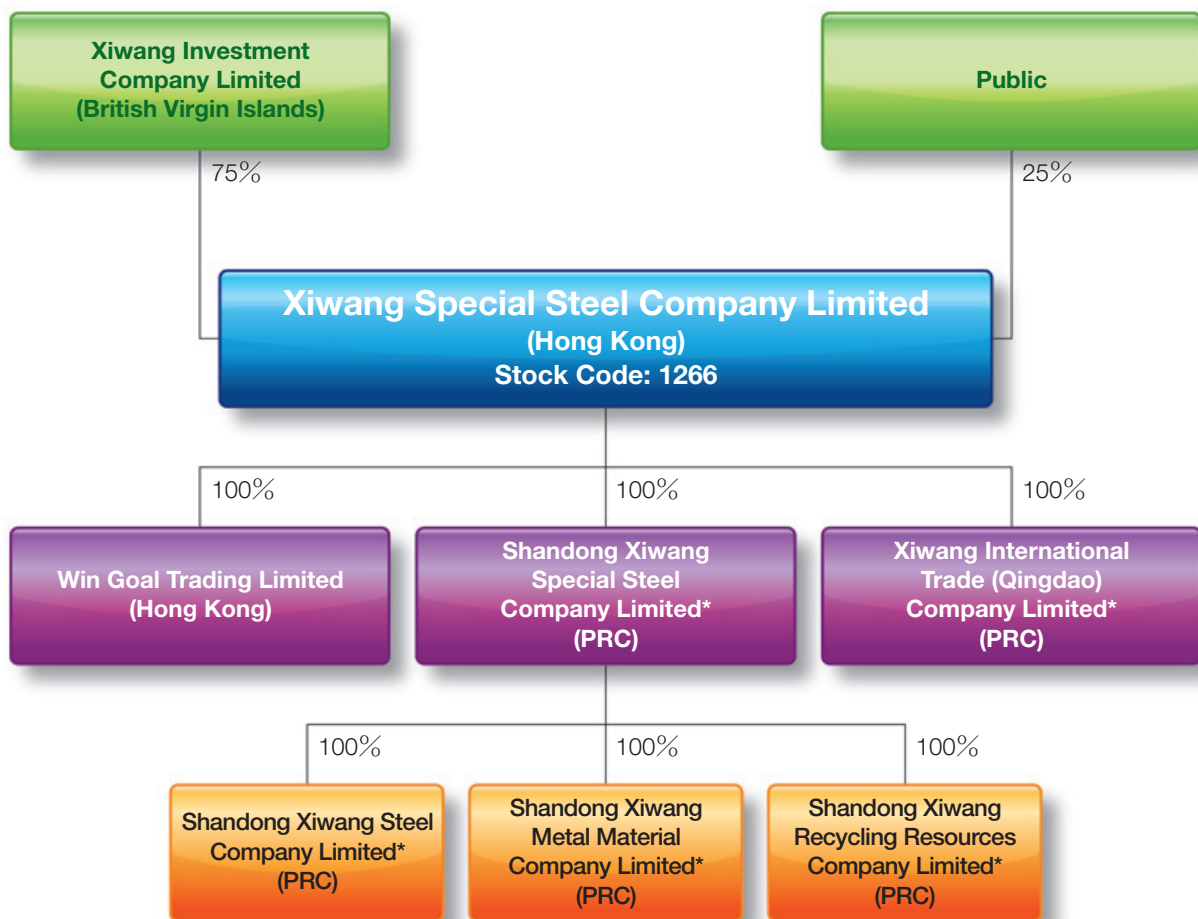 Xiwang Investment
Company Limited
(British Virgin Islands)
Public
75%
25%
Xiwang Special Steel Company Limited
(Hong Kong)
Stock Code: 1266
100%
100%
100%
Win Goal Trading Limited
(Hong Kong)
Shandong Xiwang
Special Steel
Company Limited*
(PRC)
Xiwang International
Trade (Qingdao)
Company Limited*
(PRC)
100%
100%
100%
Shandong Xiwang Steel
Company Limited*
(PRC)
Shandong Xiwang
Metal Material
Company Limited*
(PRC)
Shandong Xiwang
Recycling Resources
Company Limited*
(PRC)